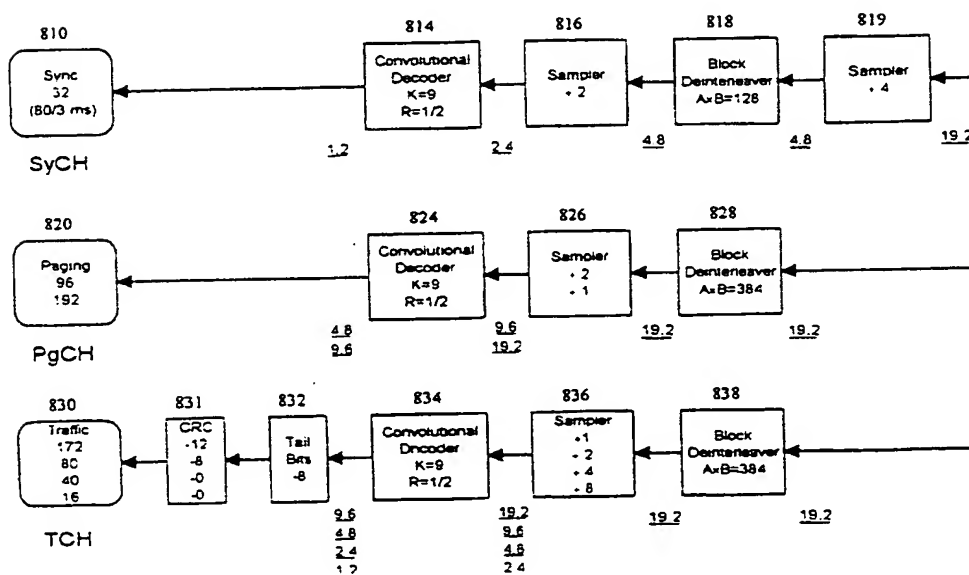 810
814
816
818
819
Sync
32
(80/3 ms)
Convolutional
Decoder
K=9
R=1/2
Sampler
÷ 2
Block
Deinterleaver
AxB=128
Sampler
÷ 4
1.2
2.4
4.8
4.8
19.2
SyCH
820
824
826
828
Paging
96
192
Convolutional
Decoder
K=9
R=1/2
Sampler
÷ 2
÷ 1
Block
Deinterleaver
AxB=384
4.8
9.6
9.6
19.2
19.2
19.2
PgCH
830
831
832
834
836
838
Traffic
172
80
40
16
CRC
-12
-8
-0
-0
Tail
Bits
-8
Convolutional
Dncoder
K=9
R=1/2
Sampler
÷1
÷ 2
÷ 4
÷ 8
Block
Deinterleaver
AxB=384
9.6
4.8
2.4
1.2
19.2
9.6
4.8
2.4
19.2
19.2
TCH